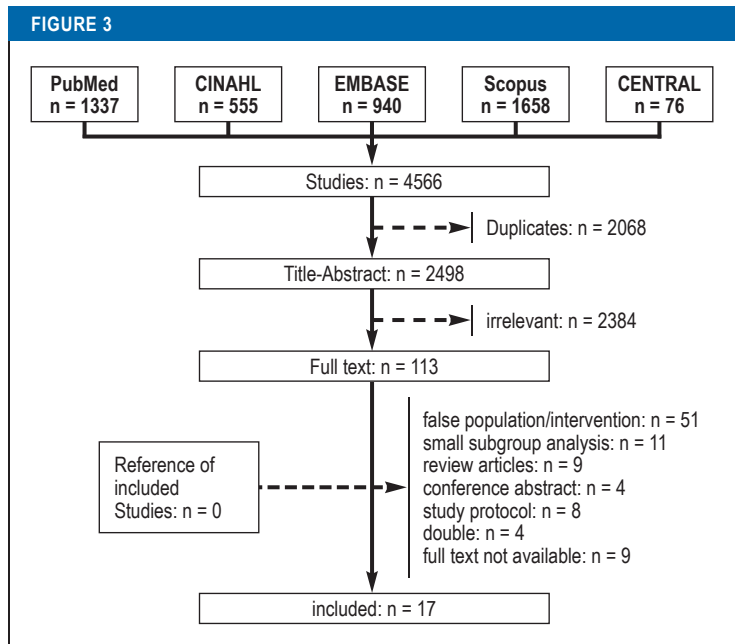 FIGURE 3
PubMed
n = 1337
CINAHL
n = 555
EMBASE
n = 940
Scopus
n = 1658
CENTRAL
n = 76
Studies: n = 4566
Duplicates: n = 2068
Title-Abstract: n = 2498
irrelevant: n = 2384
Full text: n = 113
Reference of
included
Studies: n = 0
false population/intervention: n = 51
small subgroup analysis: n = 11
review articles: n = 9
conference abstract: n = 4
study protocol: n = 8
double: n = 4
full text not available: n = 9
included: n = 17